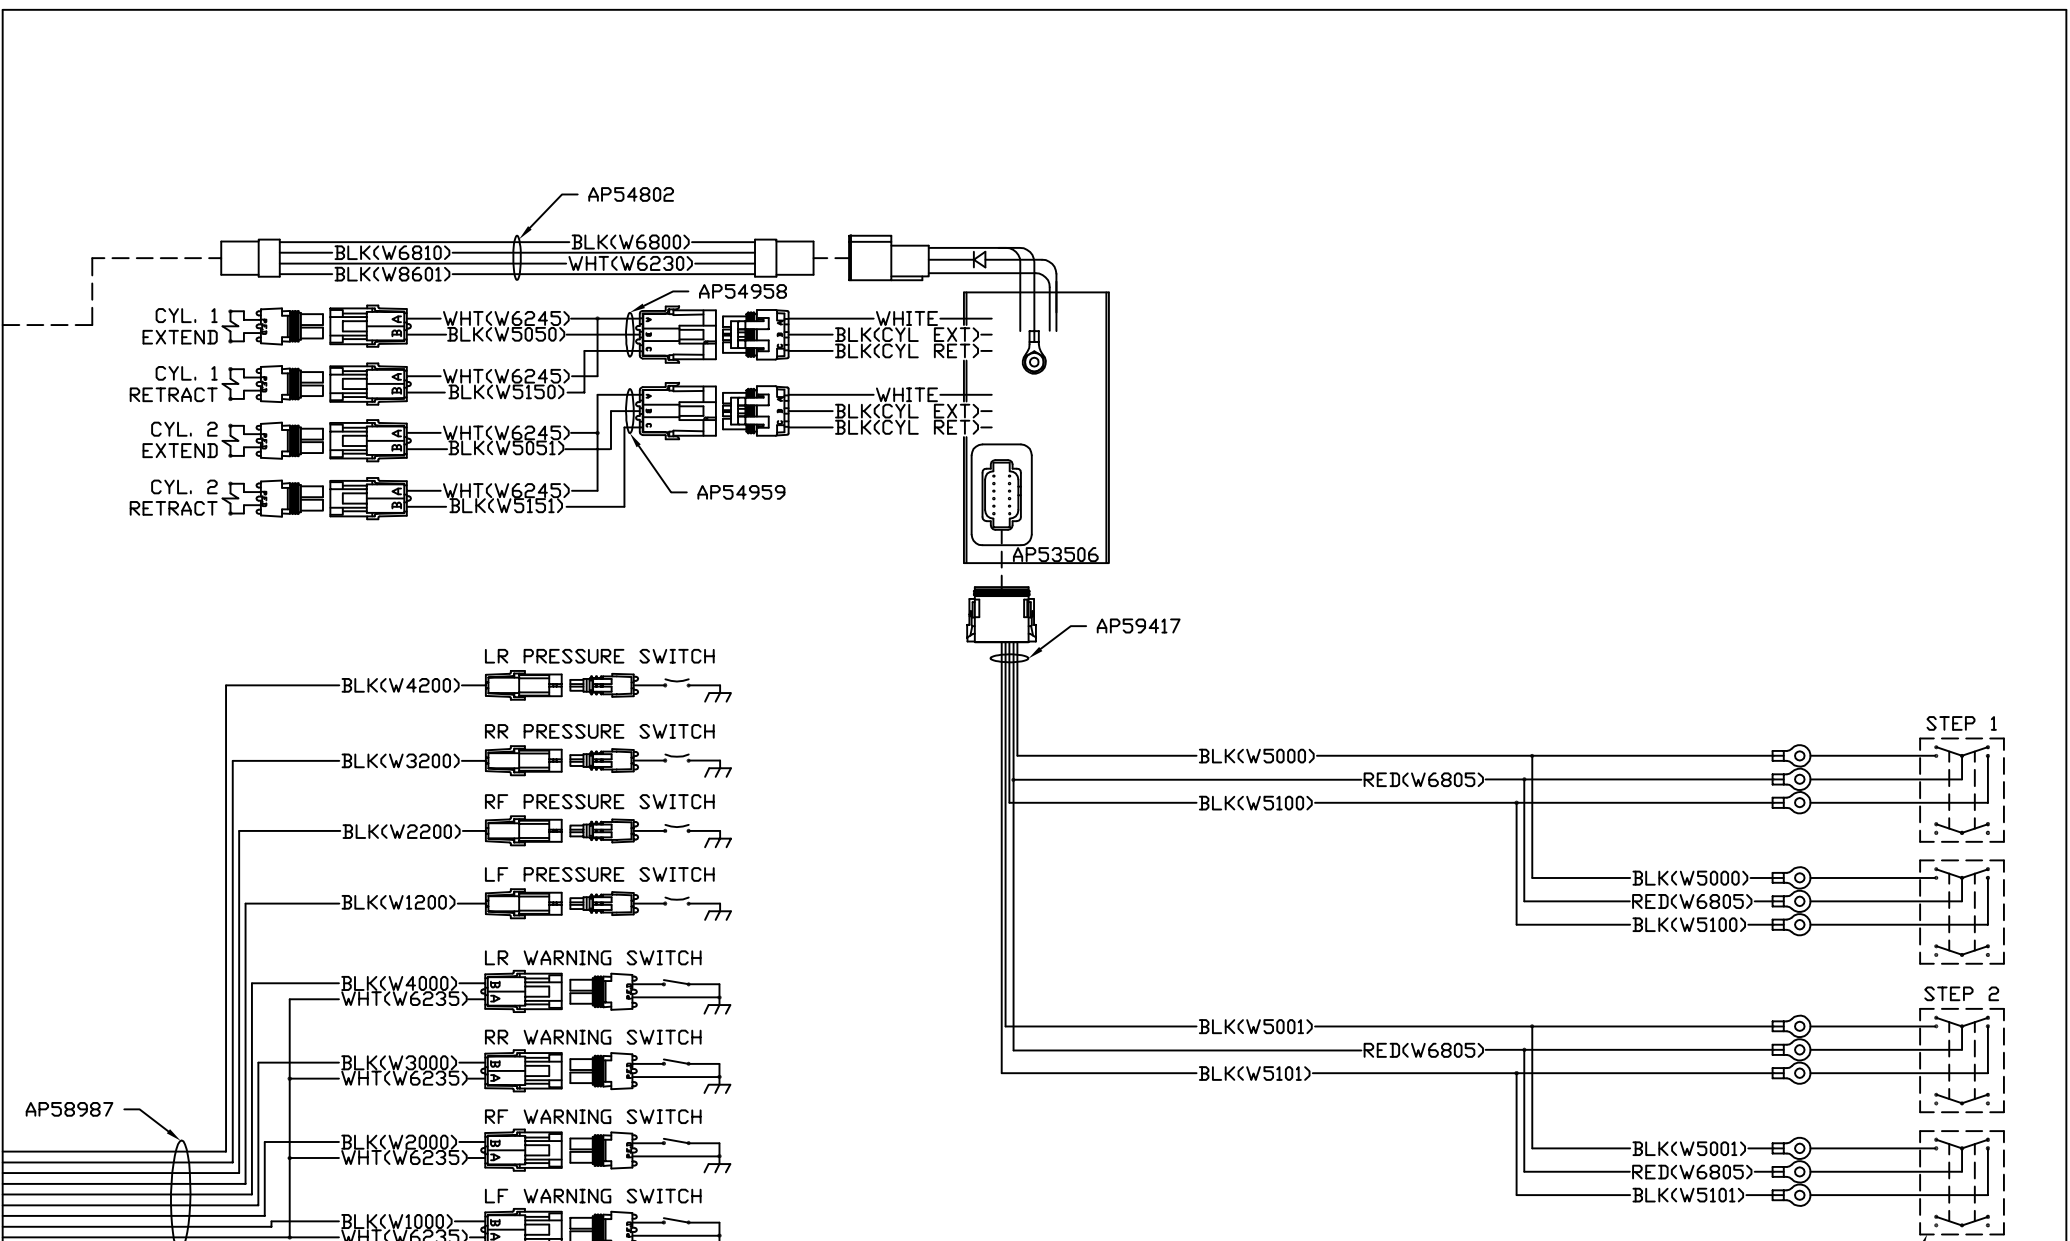 AP54802
BLK(W6800)
BLK(W6810)
WHT(W6230)
BLK(W8601)
AP54958
CYL. 1
EXTEND
WHT(W6245)
BLK(W5050)
A
B
A
B
C
WHITE
BLK(CYL EXT)
BLK(CYL RET)
CYL. 1
RETRACT
WHT(W6245)
BLK(W5150)
A
B
A
B
C
WHITE
BLK(CYL EXT)
BLK(CYL RET)
CYL. 2
EXTEND
WHT(W6245)
BLK(W5051)
A
B
CYL. 2
RETRACT
WHT(W6245)
BLK(W5151)
A
B
AP54959
AP53506
AP59417
LR PRESSURE SWITCH
BLK(W4200)
RR PRESSURE SWITCH
BLK(W3200)
RF PRESSURE SWITCH
BLK(W2200)
LF PRESSURE SWITCH
BLK(W1200)
LR WARNING SWITCH
BLK(W4000)
WHT(W6235)
B
A
RR WARNING SWITCH
BLK(W3000)
WHT(W6235)
B
A
AP58987
RF WARNING SWITCH
BLK(W2000)
WHT(W6235)
B
A
LF WARNING SWITCH
BLK(W1000)
WHT(W6235)
B
A
STEP 1
BLK(W5000)
RED(W6805)
BLK(W5100)
BLK(W5000)
RED(W6805)
BLK(W5100)
STEP 2
BLK(W5001)
RED(W6805)
BLK(W5101)
BLK(W5001)
RED(W6805)
BLK(W5101)